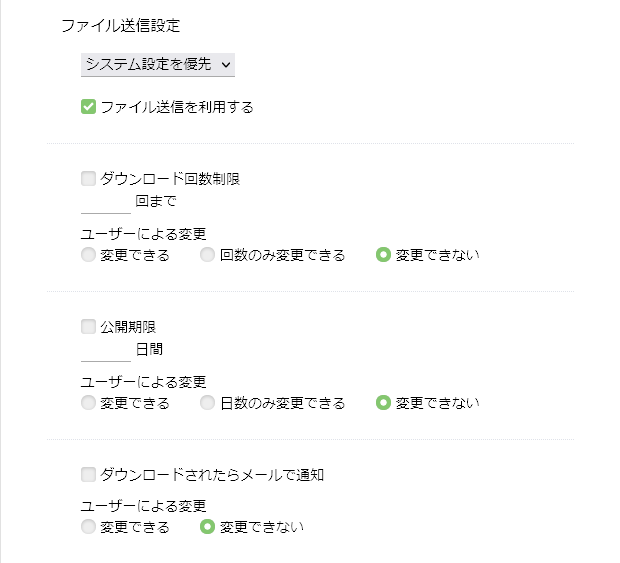 ファイル送信設定
システム設定を優先
ファイル送信を利用する
ダウンロード回数制限
回まで
ユーザーによる変更
変更できる 回数のみ変更できる 変更できない
公開期限
日間
ユーザーによる変更
変更できる 日数のみ変更できる 変更できない
ダウンロードされたらメールで通知
ユーザーによる変更
変更できる 変更できない